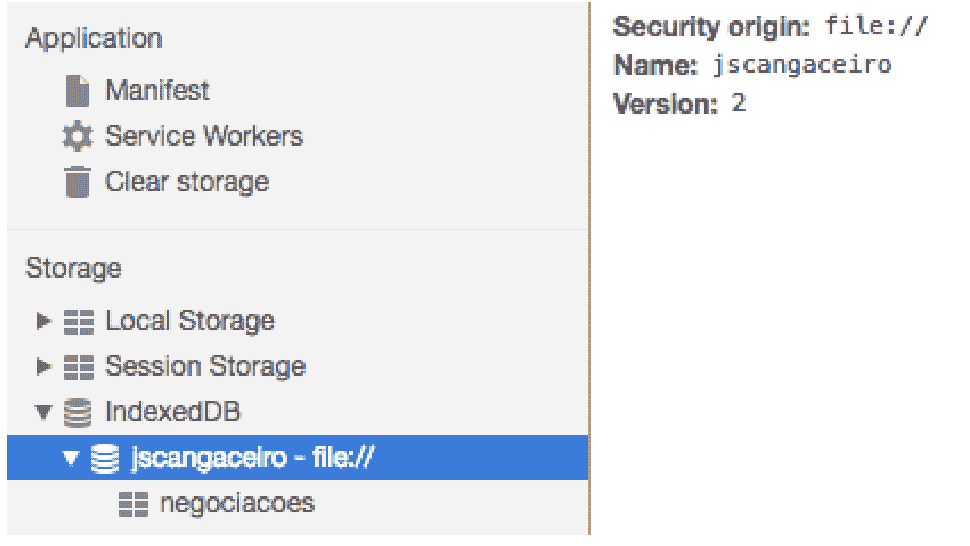 Application
Manifest
Service Workers
Clear storage
Storage
Local Storage
Session Storage
IndexedDB
jscangaceiro - file://
negociacoes
Security origin: file://
Name: jscangaceiro
Version: 2